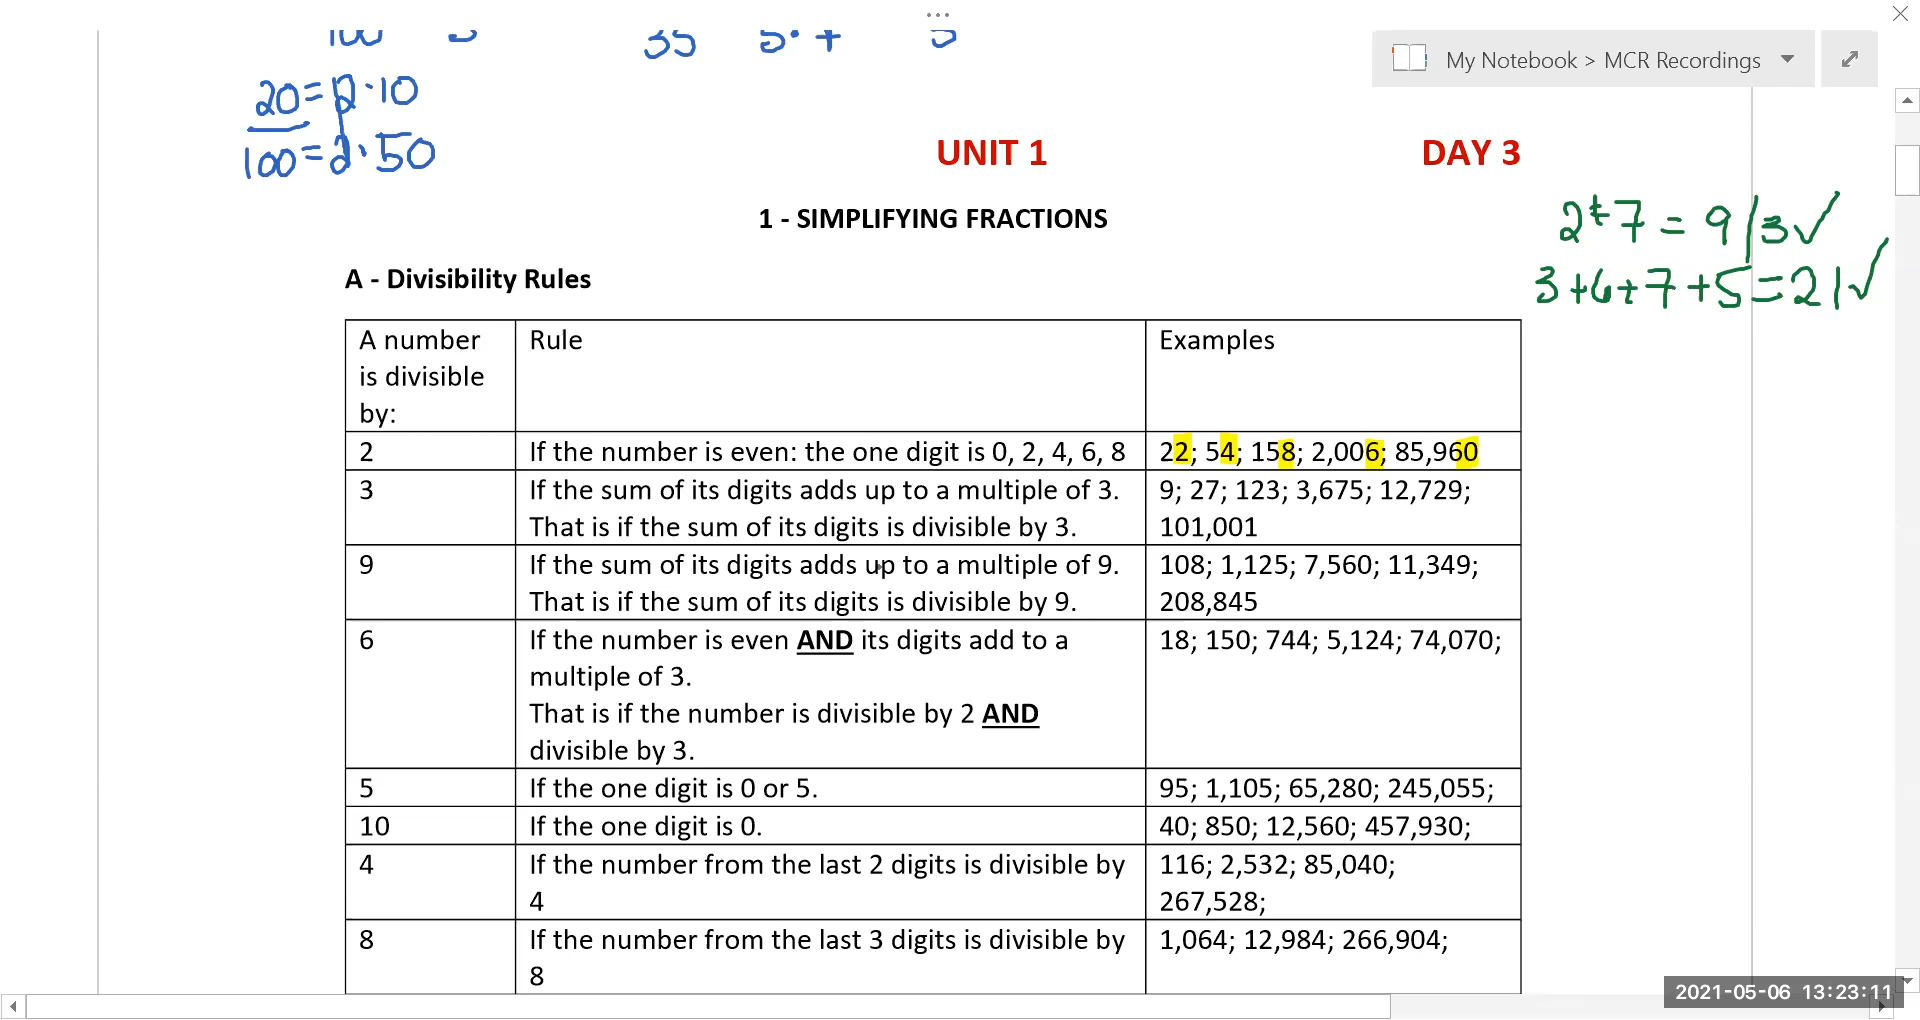 20=2·10
100=2·50
My Notebook > MCR Recordings
UNIT 1 DAY 3
1 - SIMPLIFYING FRACTIONS
2+7=9/3✓
3+6+7+5=21✓
A - Divisibility Rules
A number is divisible by: Rule Examples
2 If the number is even: the one digit is 0, 2, 4, 6, 8 22; 54; 158; 2,006; 85,960
3 If the sum of its digits adds up to a multiple of 3. 9; 27; 123; 3,675; 12,729;
That is if the sum of its digits is divisible by 3. 101,001
9 If the sum of its digits adds up to a multiple of 9. 108; 1,125; 7,560; 11,349;
That is if the sum of its digits is divisible by 9. 208,845
6 If the number is even AND its digits add to a 18; 150; 744; 5,124; 74,070;
multiple of 3.
That is if the number is divisible by 2 AND
divisible by 3.
5 If the one digit is 0 or 5. 95; 1,105; 65,280; 245,055;
10 If the one digit is 0. 40; 850; 12,560; 457,930;
4 If the number from the last 2 digits is divisible by 116; 2,532; 85,040;
4 267,528;
8 If the number from the last 3 digits is divisible by 1,064; 12,984; 266,904;
8
2021-05-06 13:23:11